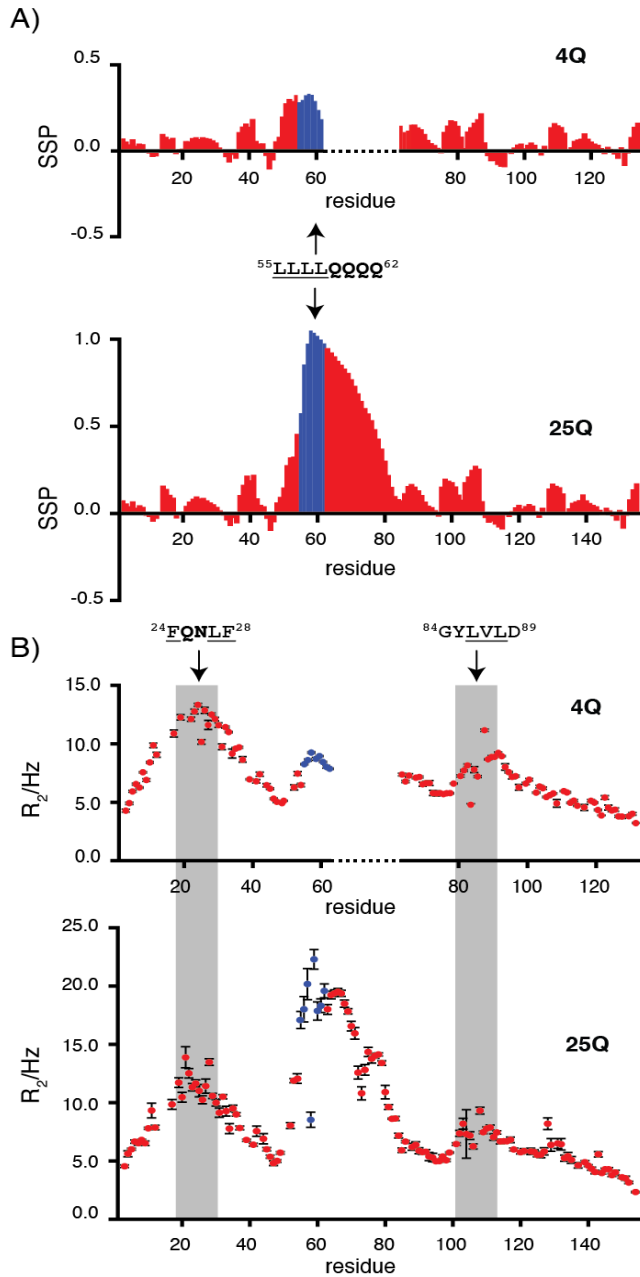 A)
4Q
0.5
SSP
0.0
20 40 60 80 100 120
residue residue
-0.5
⁵⁵LLLLQQQQ⁶²
1.0
25Q
SSP
0.5
0.0
20 40 60 80 100 120 140
residue
-0.5
²⁴FQNLF²⁸ ⁸⁴GYLVLD⁸⁹
B)
15.0
4Q
R₂/Hz
10.0
5.0
0.0
20 40 60 80 100 120
residue residue
25.0
25Q
20.0
R₂/Hz
15.0
10.0
5.0
0.0
20 40 60 80 100 120 140
residue